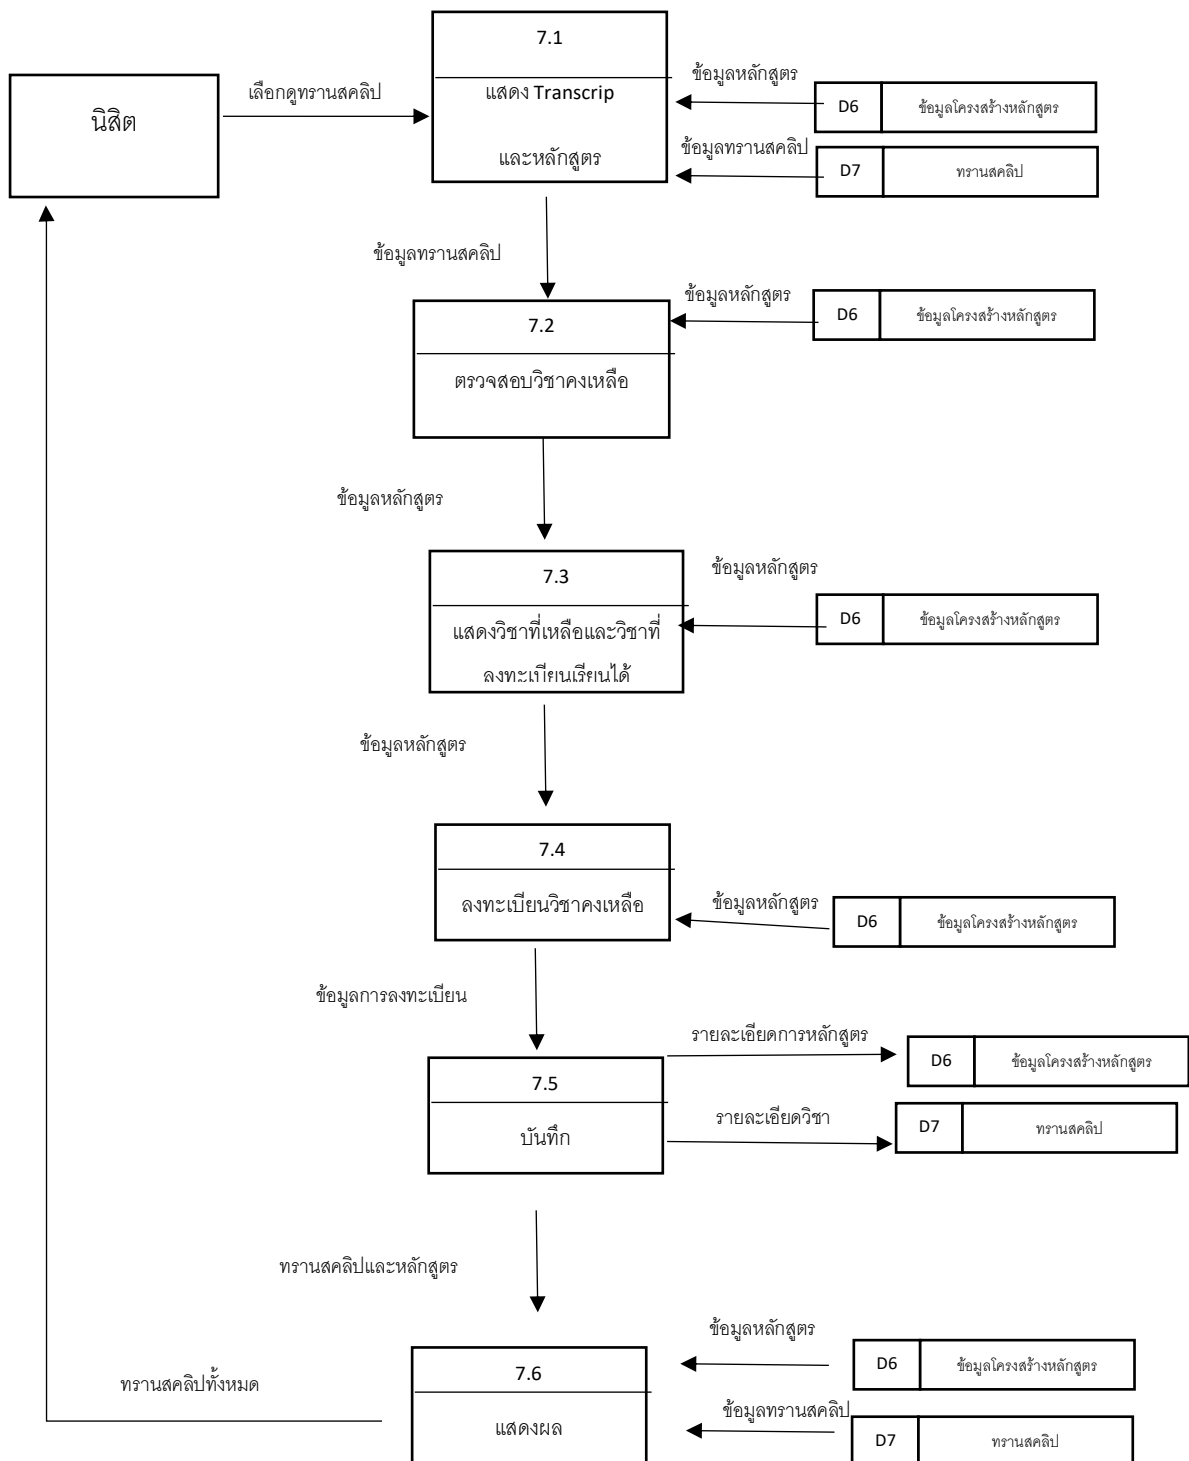 7.1
นิสิต
เลือกดูทรานสคลิป
แสดง Transcrip
และหลักสูตร
ข้อมูลหลักสูตร
D6 ข้อมูลโครงสร้างหลักสูตร
ข้อมูลทรานสคลิป
D7 ทรานสคลิป
ข้อมูลทรานสคลิป
7.2
ตรวจสอบวิชาคงเหลือ
ข้อมูลหลักสูตร
D6 ข้อมูลโครงสร้างหลักสูตร
ข้อมูลหลักสูตร
7.3
แสดงวิชาที่เหลือและวิชาที่
ลงทะเบียนเรียนได้
ข้อมูลหลักสูตร
D6 ข้อมูลโครงสร้างหลักสูตร
ข้อมูลหลักสูตร
7.4
ลงทะเบียนวิชาคงเหลือ
ข้อมูลหลักสูตร
D6 ข้อมูลโครงสร้างหลักสูตร
ข้อมูลการลงทะเบียน
7.5
บันทึก
รายละเอียดการหลักสูตร
D6 ข้อมูลโครงสร้างหลักสูตร
รายละเอียดวิชา
D7 ทรานสคลิป
ทรานสคลิปและหลักสูตร
7.6
แสดงผล
ข้อมูลหลักสูตร
D6 ข้อมูลโครงสร้างหลักสูตร
ข้อมูลทรานสคลิป
D7 ทรานสคลิป
ทรานสคลิปทั้งหมด